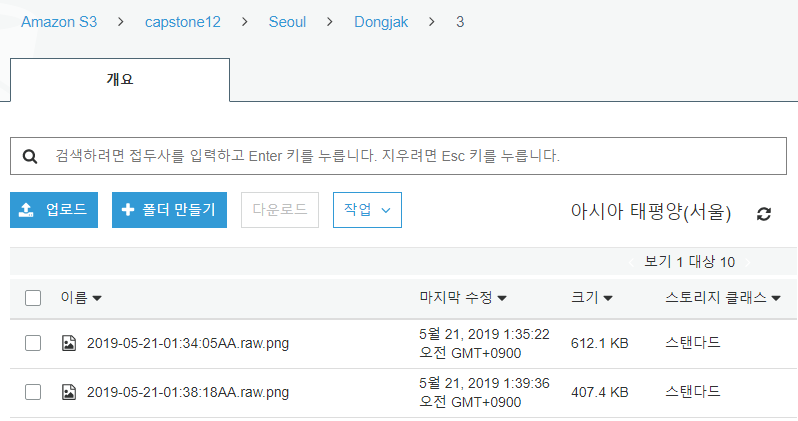 Amazon S3 > capstone12 > Seoul > Dongjak > 3
개요
검색하려면 접두사를 입력하고 Enter 키를 누릅니다. 지우려면 Esc 키를 누릅니다.
업로드 + 폴더 만들기 다운로드 작업 아시아 태평양(서울)
보기 1 대상 10
이름 마지막 수정 크기 스토리지 클래스
2019-05-21-01:34:05AA.raw.png 5월 21, 2019 1:35:22 612.1 KB 스탠다드
오전 GMT+0900
2019-05-21-01:38:18AA.raw.png 5월 21, 2019 1:39:36 407.4 KB 스탠다드
오전 GMT+0900